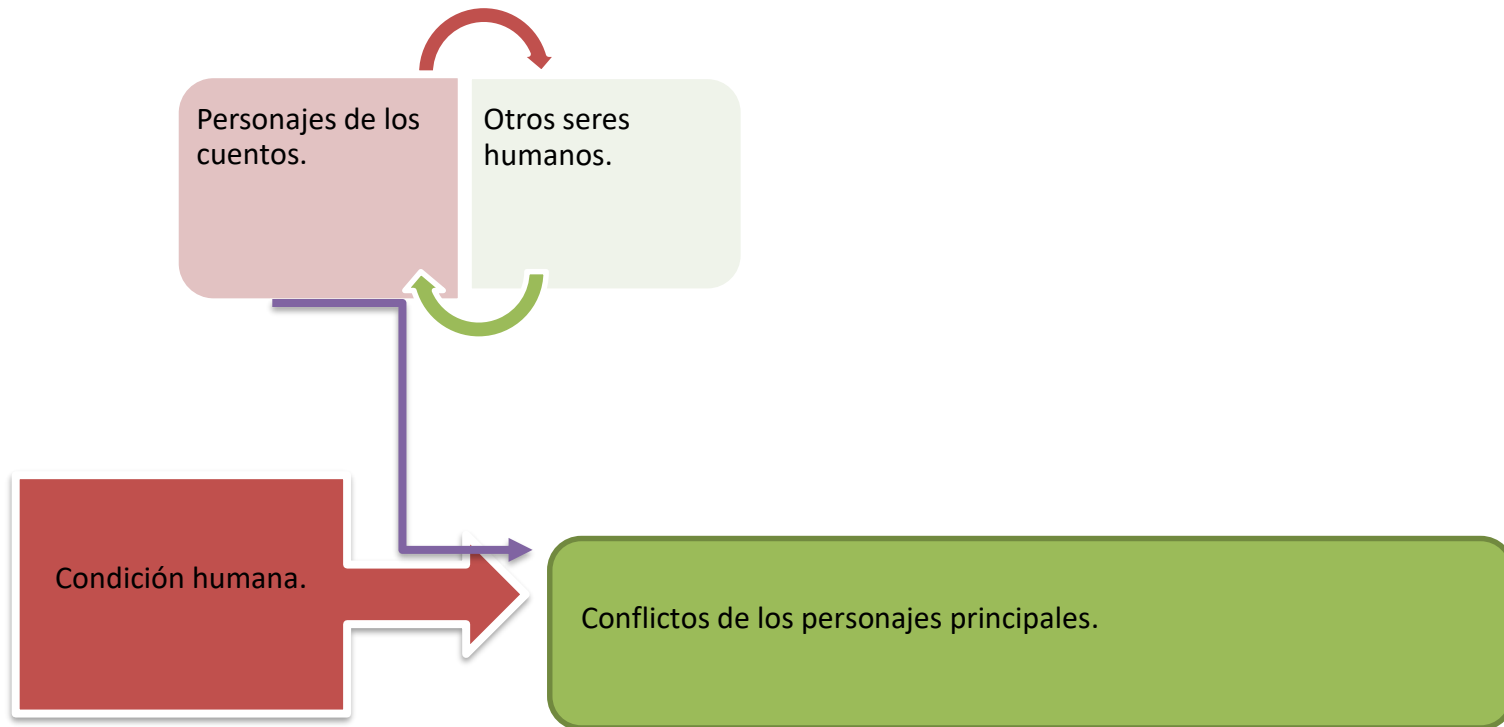 Personajes de los
cuentos.
Otros seres
humanos.
Condición humana.
Conflictos de los personajes principales.